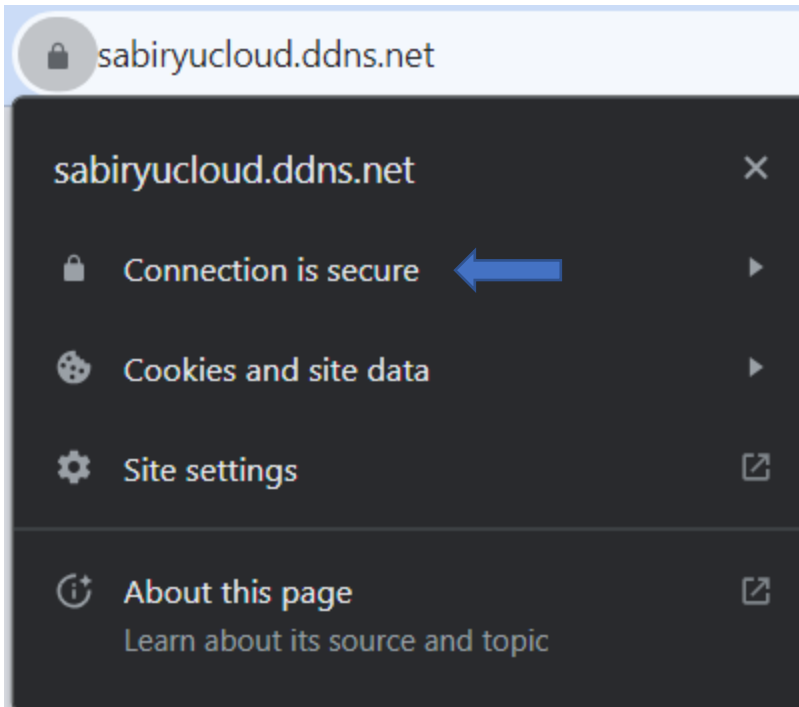 sabiryucloud.ddns.net
sabiryucloud.ddns.net
Connection is secure
Cookies and site data
Site settings
About this page
Learn about its source and topic